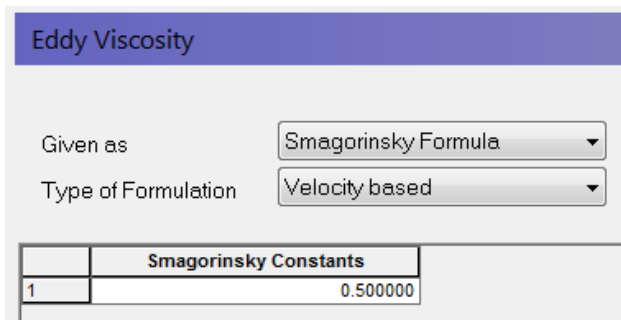 Eddy Viscosity
Given as Smagorinsky Formula
Type of Formulation Velocity based
Smagorinsky Constants
1 0.500000